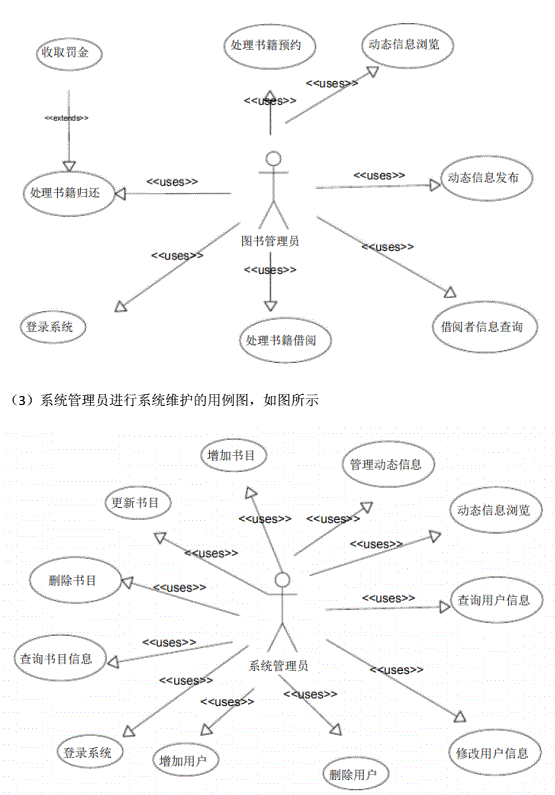 收取罚金
处理书籍预约
动态信息浏览
<<uses>>
<<uses>>
<<extends>>
处理书籍归还
<<uses>>
<<uses>>
动态信息发布
图书管理员
<<uses>>
<<uses>>
<<uses>>
登录系统
处理书籍借阅
借阅者信息查询
（3）系统管理员进行系统维护的用例图，如图所示
增加书目
管理动态信息
更新书目
动态信息浏览
<<uses>>
<<uses>>
<<uses>>
<<uses>>
删除书目
<<uses>>
<<uses>>
查询用户信息
<<uses>>
查询书目信息
系统管理员
<<uses>>
<<uses>>
<<uses>>
<<uses>>
登录系统
增加用户
删除用户
修改用户信息